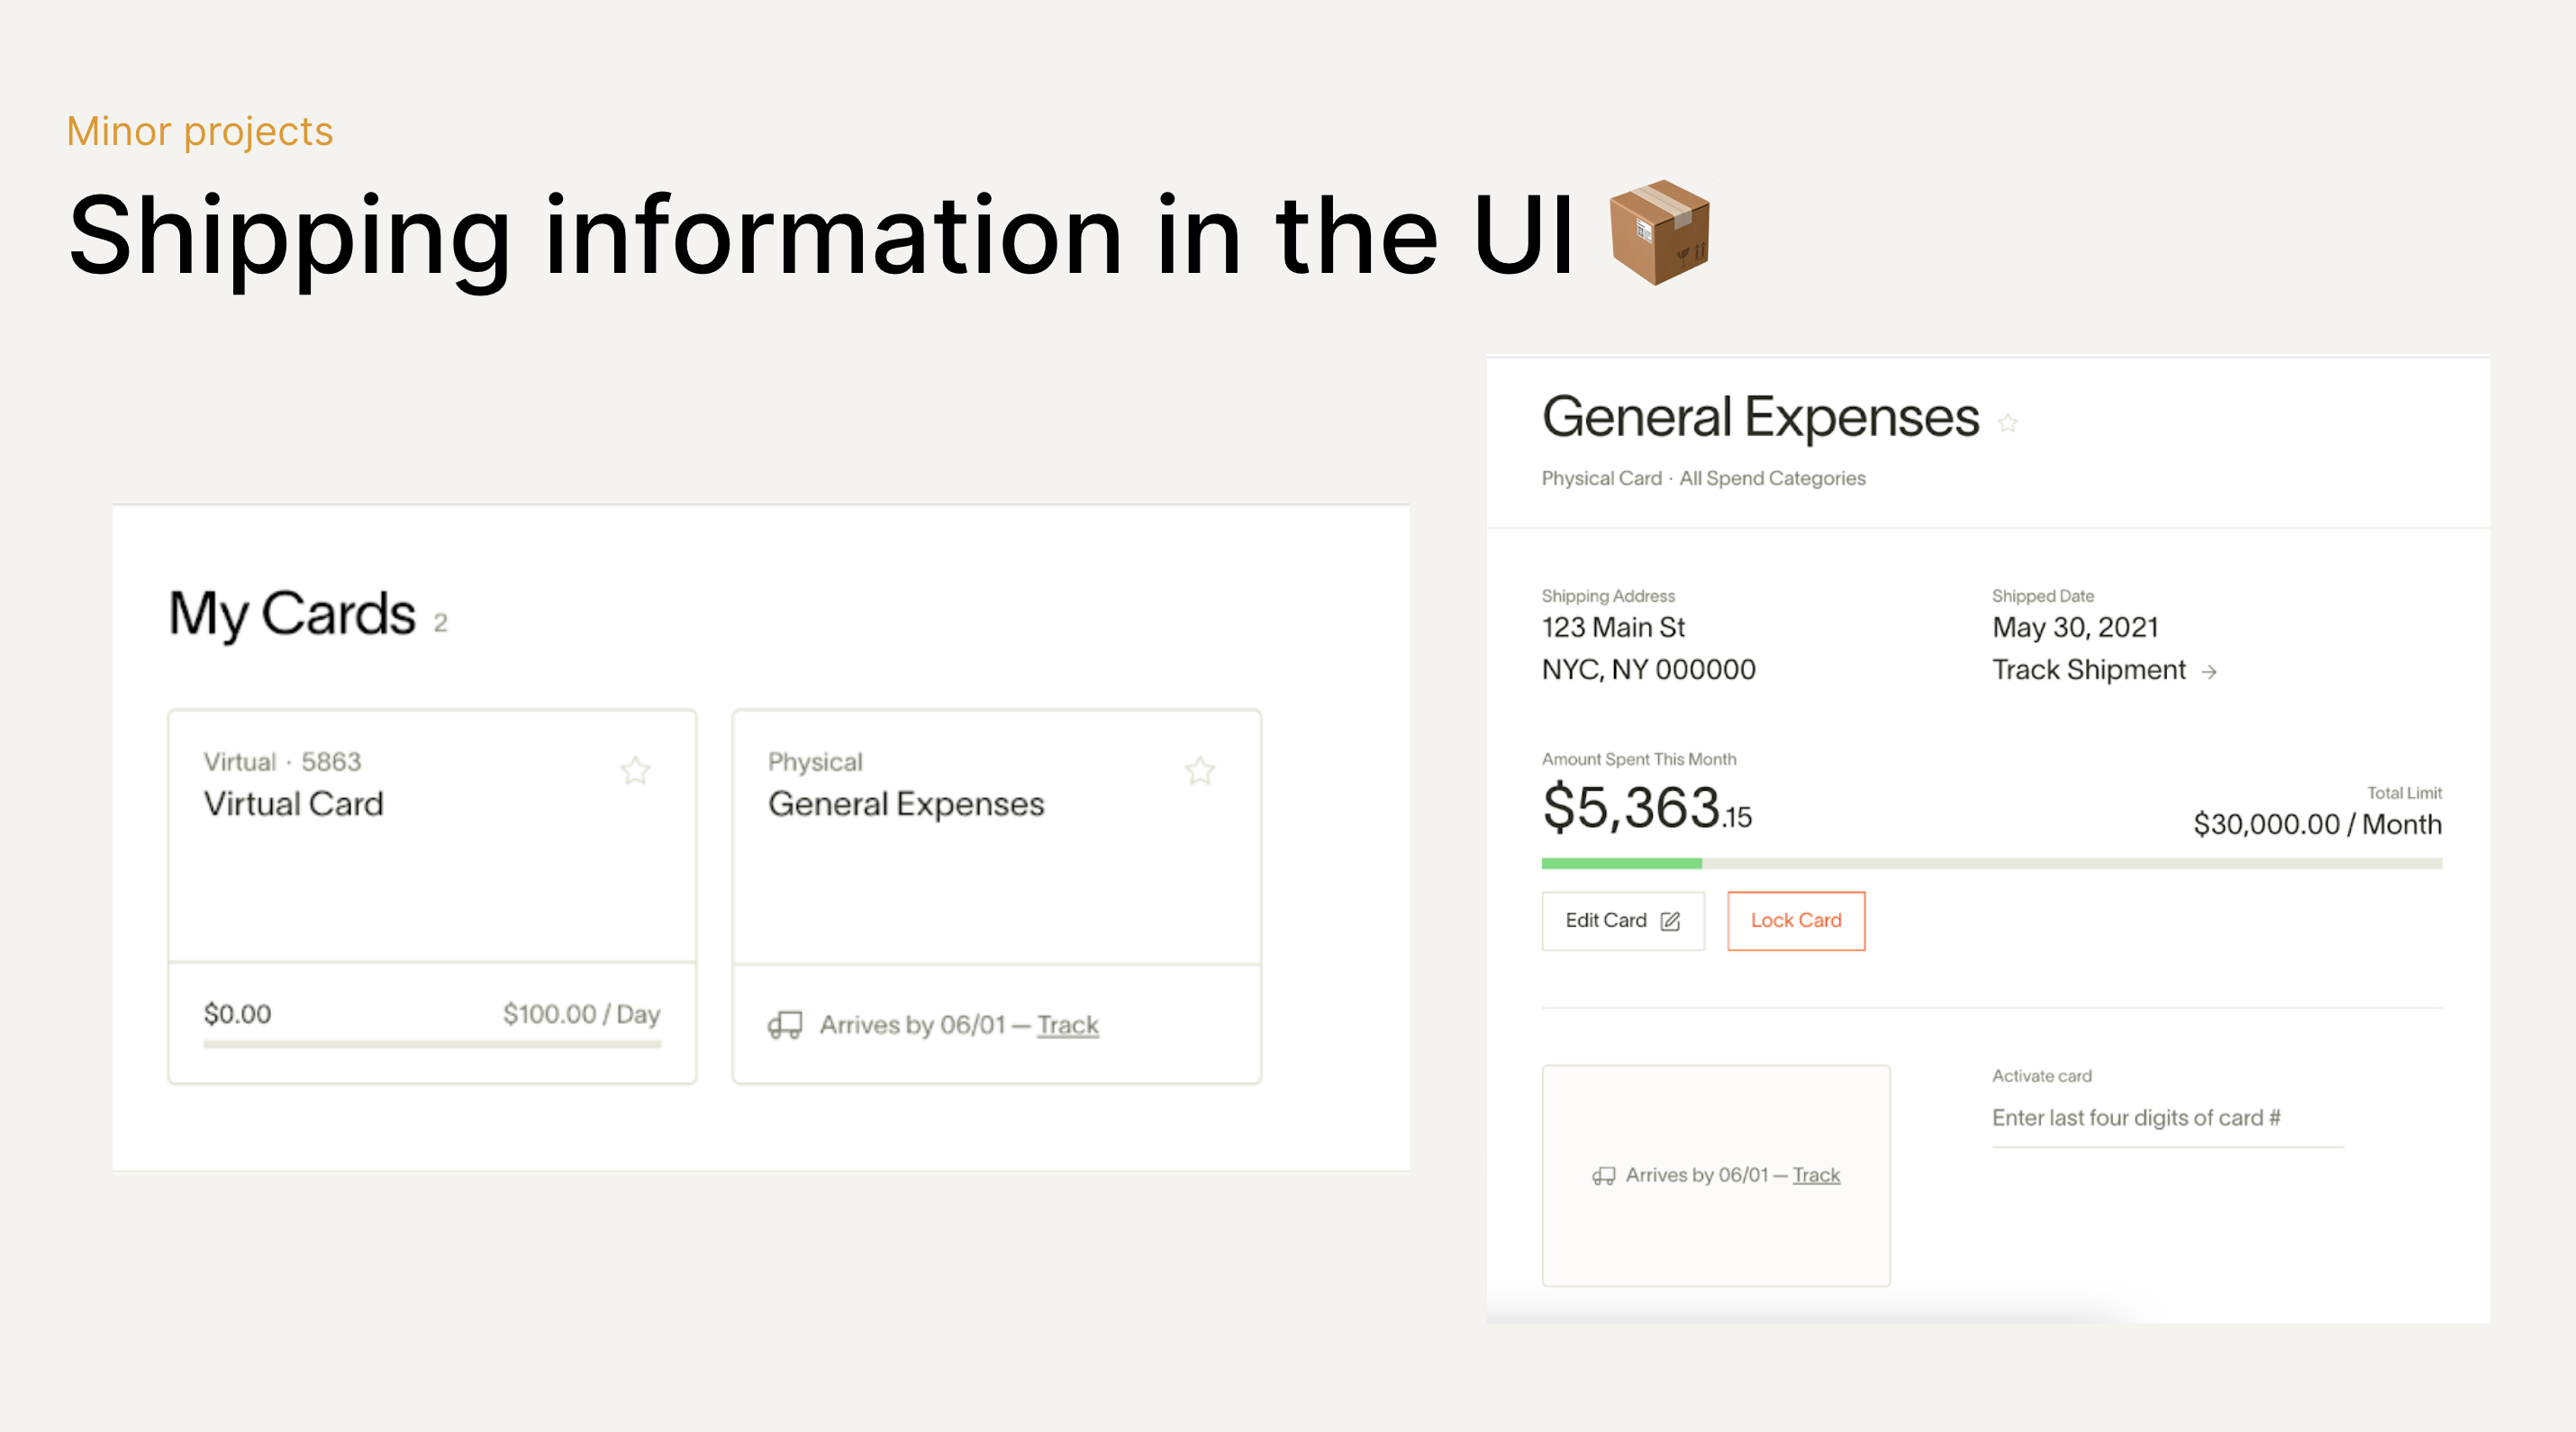 Minor projects
Shipping information in the UI
My Cards 2
Virtual · 5863
Virtual Card
$0.00 $100.00 / Day
Physical
General Expenses
Arrives by 06/01 — Track
General Expenses
Physical Card · All Spend Categories
Shipping Address
123 Main St
NYC, NY 000000
Shipped Date
May 30, 2021
Track Shipment →
Amount Spent This Month
$5,363.15
Total Limit
$30,000.00 / Month
Edit Card
Lock Card
Arrives by 06/01 — Track
Activate card
Enter last four digits of card #